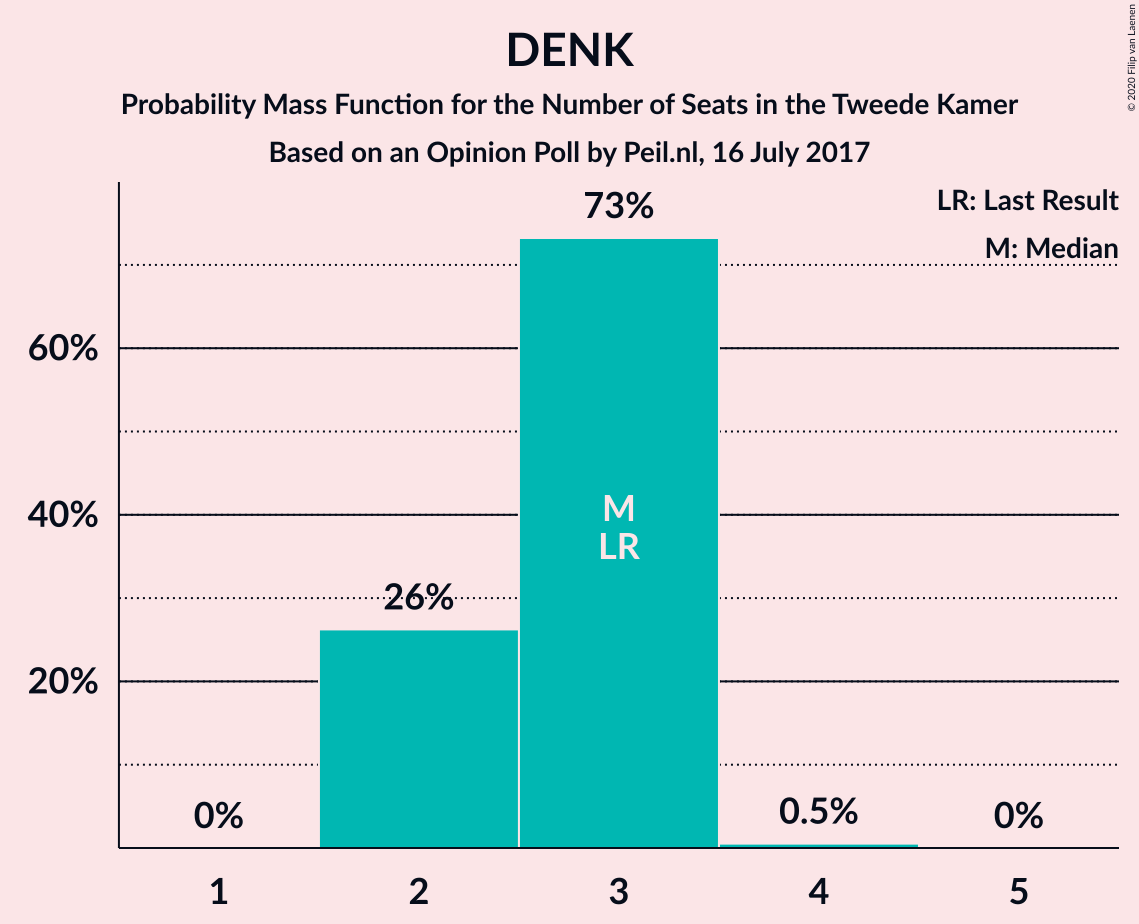 DENK
Probability Mass Function for the Number of Seats in the Tweede Kamer
Based on an Opinion Poll by Peil.nl, 16 July 2017
© 2020 Filip van Laenen
LR: Last Result
M: Median
73%
60%
40%
20%
M
LR
26%
0%
0.5%
0%
1
2
3
4
5